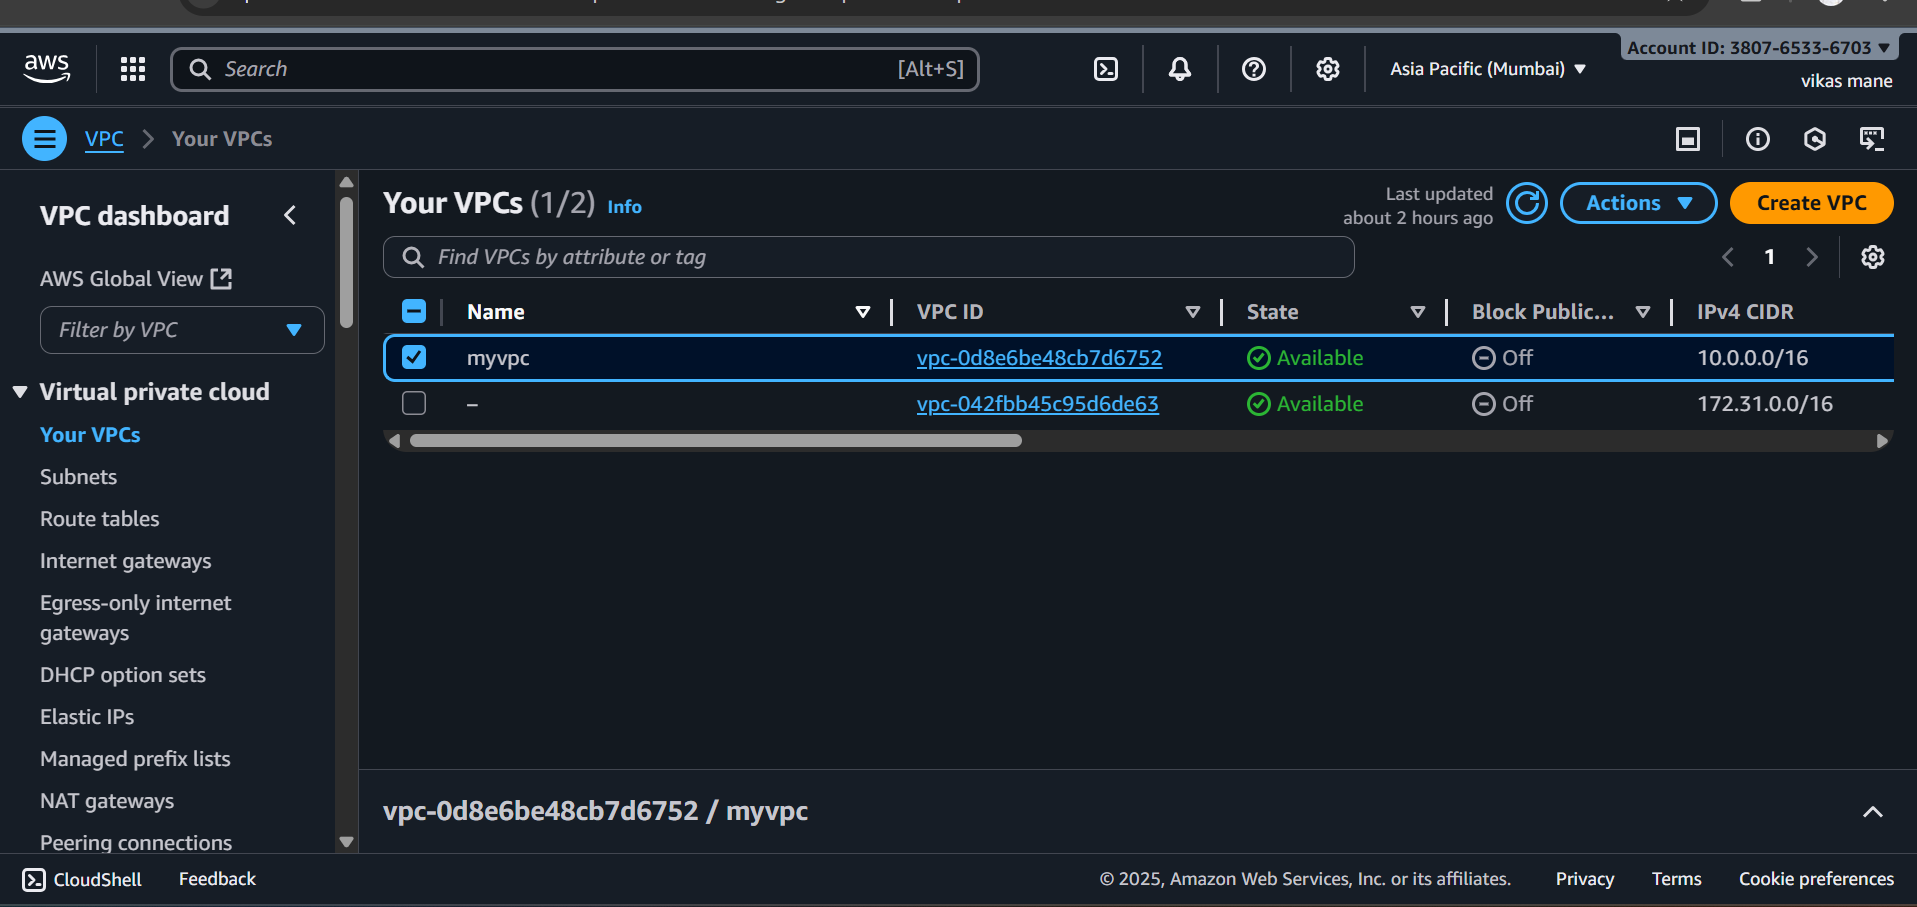 aws
Search [Alt+S]
Asia Pacific (Mumbai)
Account ID: 3807-6533-6703
vikas mane
VPC
Your VPCs
VPC dashboard
AWS Global View
Filter by VPC
Virtual private cloud
Your VPCs
Subnets
Route tables
Internet gateways
Egress-only internet
gateways
DHCP option sets
Elastic IPs
Managed prefix lists
NAT gateways
Peering connections
Your VPCs (1/2) Info
Last updated
about 2 hours ago
Actions
Create VPC
Find VPCs by attribute or tag
1
Name VPC ID State Block Public... IPv4 CIDR
myvpc vpc-0d8e6be48cb7d6752 Available Off 10.0.0.0/16
– vpc-042fbb45c95d6de63 Available Off 172.31.0.0/16
vpc-0d8e6be48cb7d6752 / myvpc
CloudShell Feedback © 2025, Amazon Web Services, Inc. or its affiliates. Privacy Terms Cookie preferences